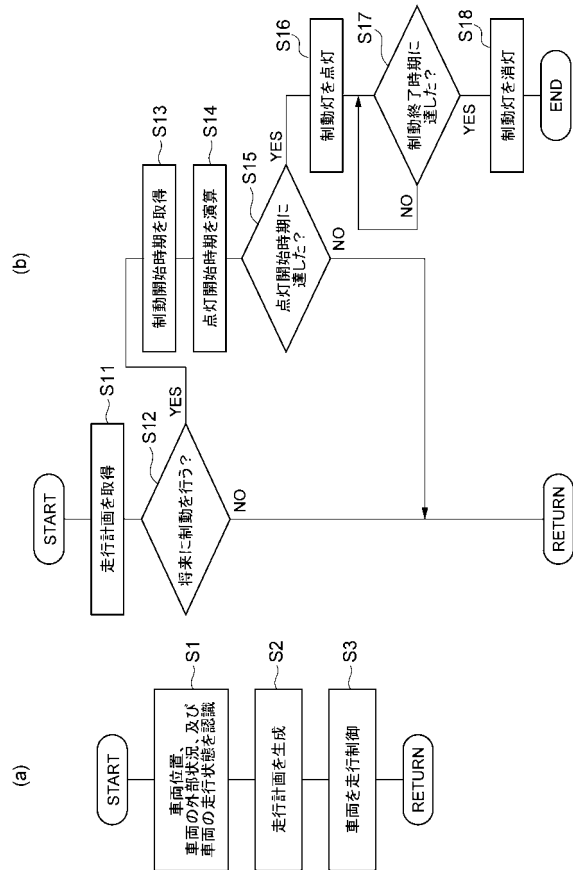 (a)
START
車両位置、
車両の外部状況、及び
車両の走行状態を認識
S1
走行計画を生成
S2
車両を走行制御
S3
RETURN
(b)
START
走行計画を取得
S11
将来に制動を行う？
S12
YES
NO
制動開始時期を取得
S13
点灯開始時期を演算
S14
点灯開始時期に
達した？
S15
YES
NO
制動灯を点灯
S16
制動終了時期に
達した？
S17
NO
YES
制動灯を消灯
S18
END
RETURN